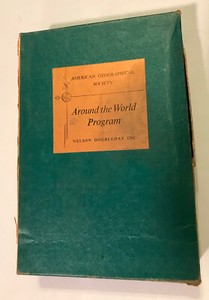 AMERICAN GEOGRAPHICAL
SOCIETY
Around the World
Program
NELSON DOUBLEDAY INC.